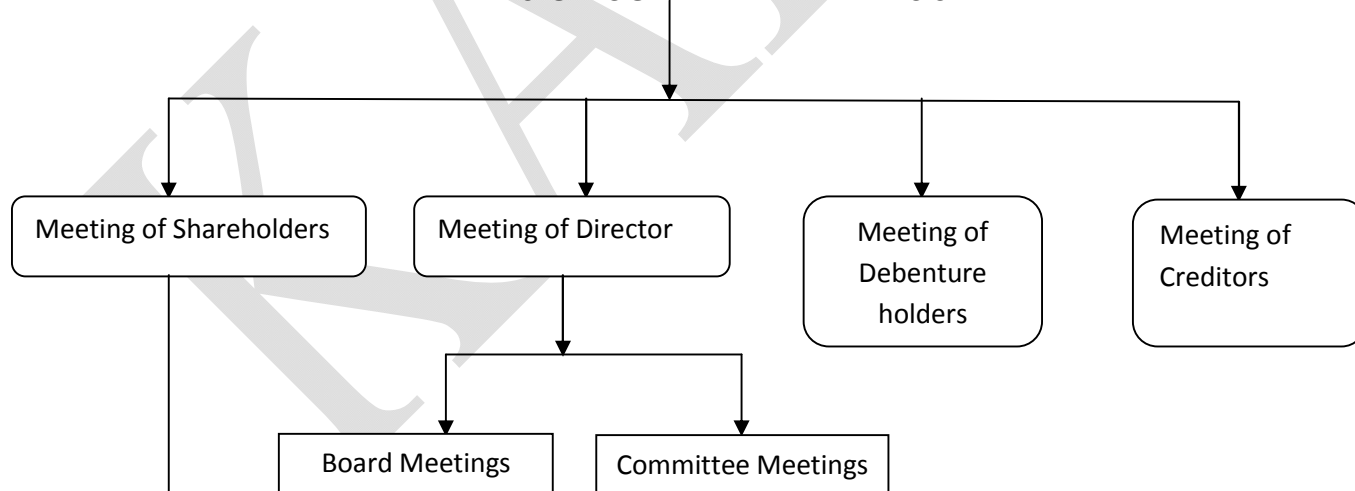 Meeting of Shareholders
Meeting of Director
Meeting of
Debenture
holders
Meeting of
Creditors
Board Meetings
Committee Meetings